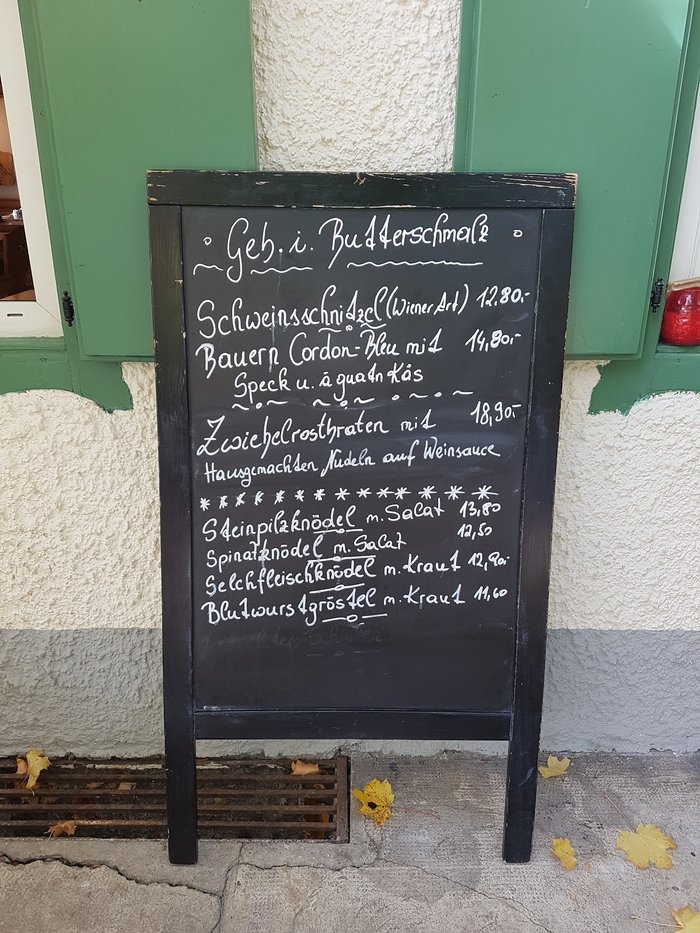 Geb. i. Butterschmalz
Schweinsschnitzel (Wiener Art) 12.80.-
Bauern Cordon-Bleu mit 14,80.-
Speck u. a guatn Kas
Zwiebelrostbraten mit 18,90.-
Hausgemachten Nudeln auf Weinsauce
* * * * * * * * * * * * *
Steinpilzknödel m. Salat 13,80
Spinatknödel m. Salat 12,50
Selchfleischknödel m. Kraut 12,90.-
Blutwurstgröstel m. Kraut 11,60